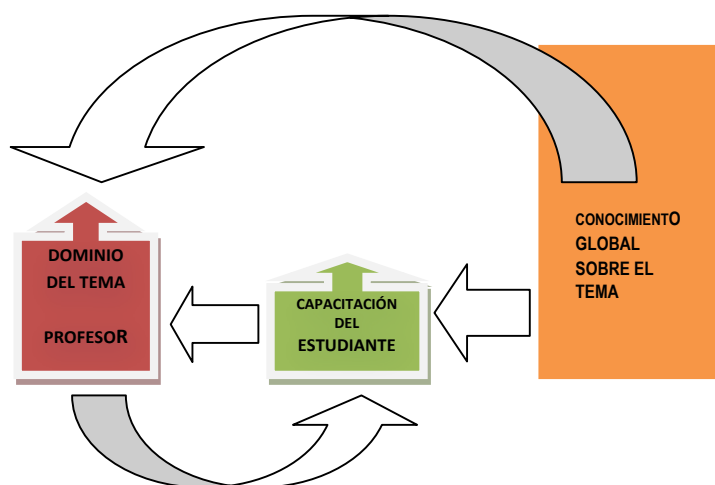 DOMINIO
DEL TEMA
PROFESOR
CAPACITACIÓN
DEL
ESTUDIANTE
CONOCIMIENTO
GLOBAL
SOBRE EL
TEMA